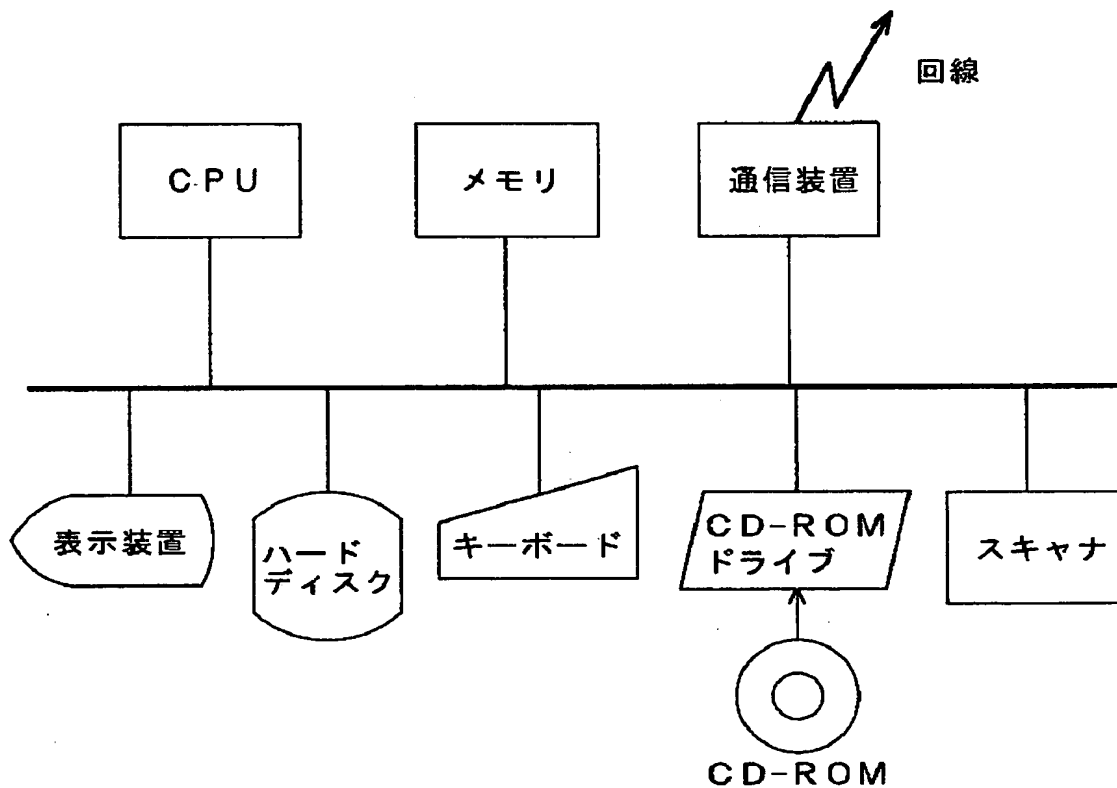 回線
CPU
メモリ
通信装置
表示装置
ハード
ディスク
キーボード
CD-ROM
ドライブ
スキャナ
CD-ROM